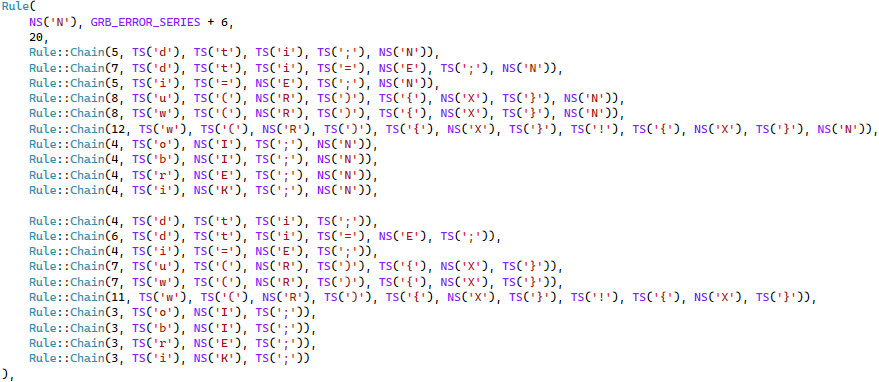 Rule(
    NS('N'), GRB_ERROR_SERIES + 6,
    20,
    Rule::Chain(5, TS('d'), TS('t'), TS('i'), TS(';'), NS('N')),
    Rule::Chain(7, TS('d'), TS('t'), TS('i'), TS('='), NS('E'), TS(';'), NS('N')),
    Rule::Chain(5, TS('i'), TS('='), NS('E'), TS(';'), NS('N')),
    Rule::Chain(8, TS('u'), TS('('), NS('R'), TS(')'), TS('{'), NS('X'), TS('}'), NS('N')),
    Rule::Chain(8, TS('w'), TS('('), NS('R'), TS(')'), TS('{'), NS('X'), TS('}'), NS('N')),
    Rule::Chain(12, TS('w'), TS('('), NS('R'), TS(')'), TS('{'), NS('X'), TS('}'), TS('!'), TS('{'), NS('X'), TS('}'), NS('N')),
    Rule::Chain(4, TS('o'), NS('I'), TS(';'), NS('N')),
    Rule::Chain(4, TS('b'), NS('I'), TS(';'), NS('N')),
    Rule::Chain(4, TS('r'), NS('E'), TS(';'), NS('N')),
    Rule::Chain(4, TS('i'), NS('K'), TS(';'), NS('N')),

    Rule::Chain(4, TS('d'), TS('t'), TS('i'), TS(';')),
    Rule::Chain(6, TS('d'), TS('t'), TS('i'), TS('='), NS('E'), TS(';')),
    Rule::Chain(4, TS('i'), TS('='), NS('E'), TS(';')),
    Rule::Chain(7, TS('u'), TS('('), NS('R'), TS(')'), TS('{'), NS('X'), TS('}')),
    Rule::Chain(7, TS('w'), TS('('), NS('R'), TS(')'), TS('{'), NS('X'), TS('}')),
    Rule::Chain(11, TS('w'), TS('('), NS('R'), TS(')'), TS('{'), NS('X'), TS('}'), TS('!'), TS('{'), NS('X'), TS('}')),
    Rule::Chain(3, TS('o'), NS('I'), TS(';')),
    Rule::Chain(3, TS('b'), NS('I'), TS(';')),
    Rule::Chain(3, TS('r'), NS('E'), TS(';')),
    Rule::Chain(3, TS('i'), NS('K'), TS(';'))
),